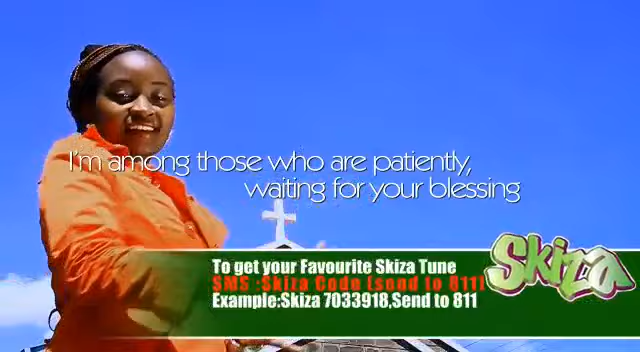 I'm among those who are patiently,
waiting for your blessing
To get your Favourite Skiza Tune
SMS :Skiza Code (send to 811)
Example:Skiza 7033918,Send to 811
Skiza